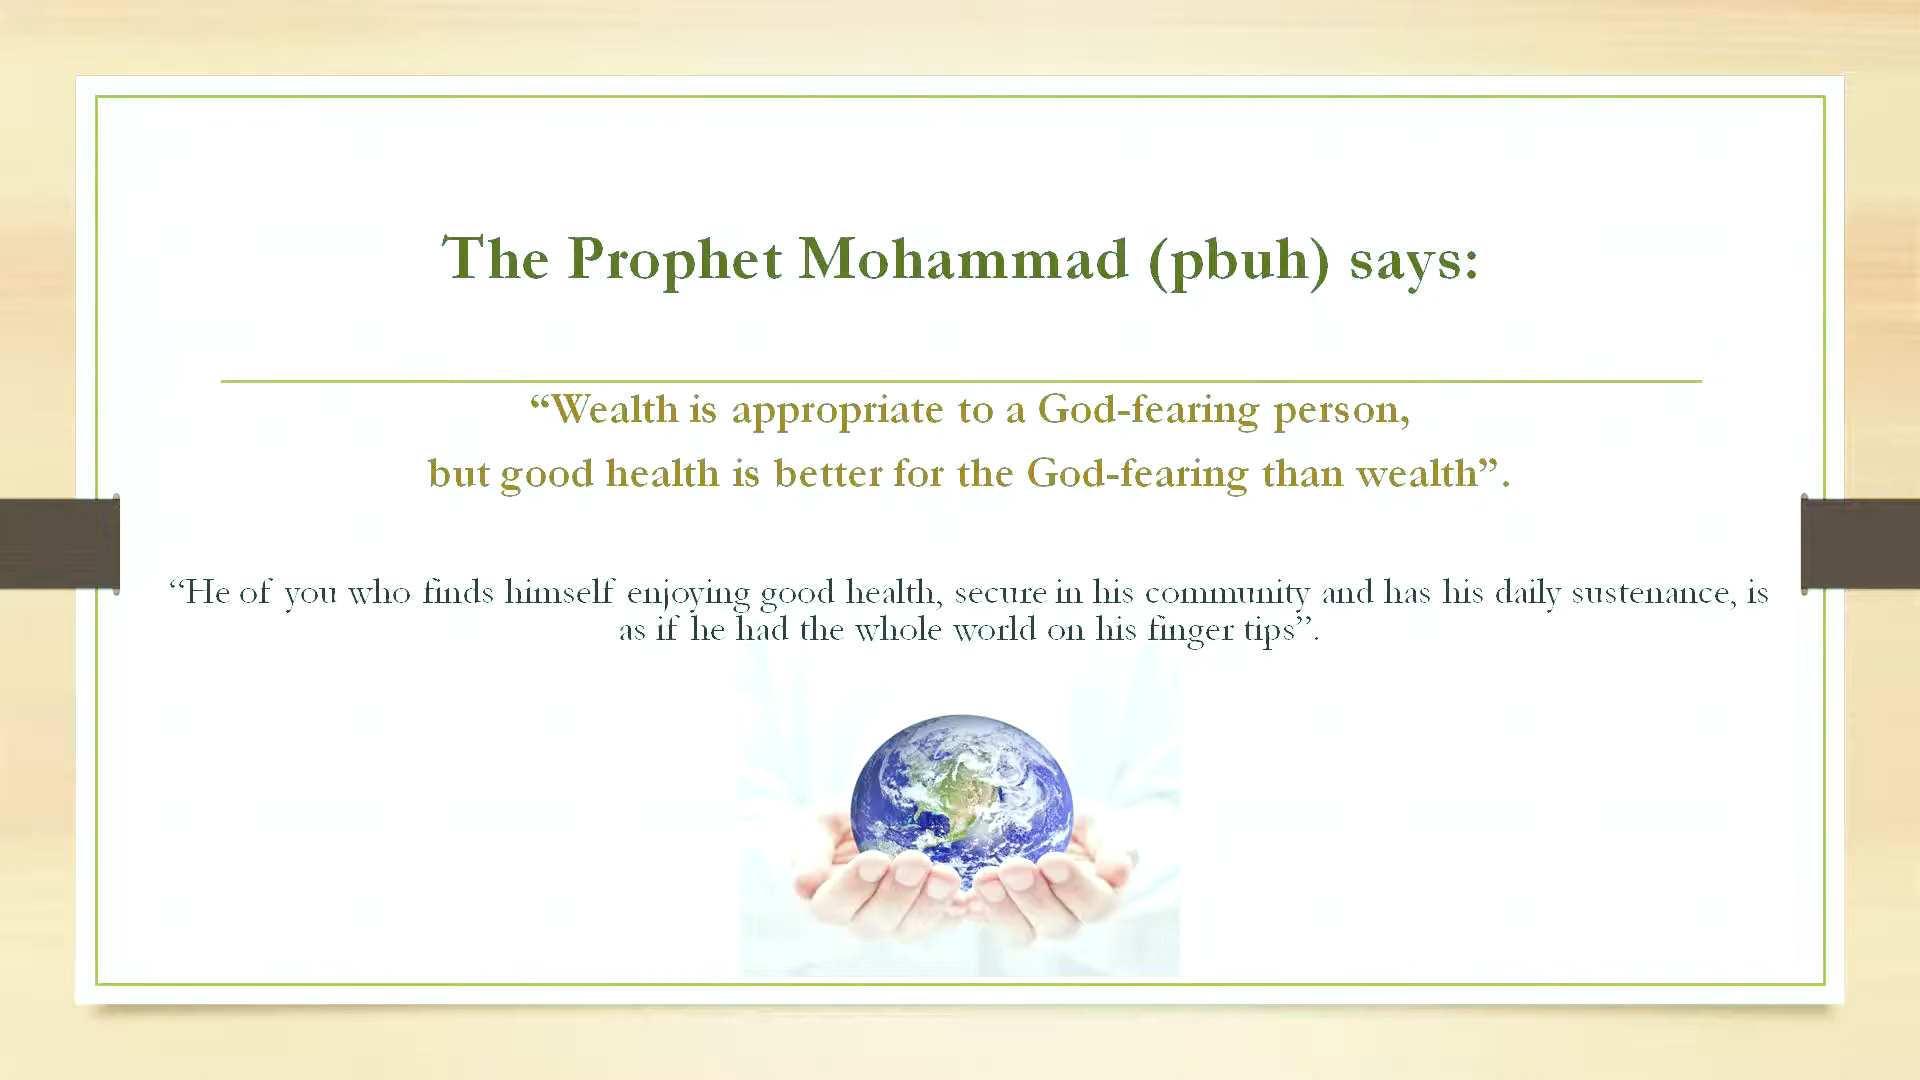 The Prophet Mohammad (pbuh) says:
“Wealth is appropriate to a God-fearing person,
but good health is better for the God-fearing than wealth”.
“He of you who finds himself enjoying good health, secure in his community and has his daily sustenance, is
as if he had the whole world on his finger tips”.